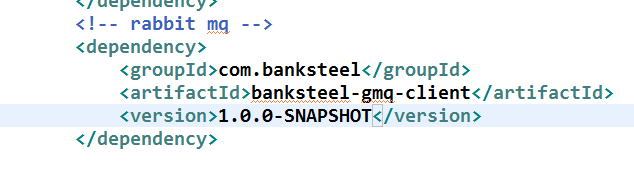 </dependency>
<!-- rabbit mq -->
<dependency>
<groupId>com.banksteel</groupId>
<artifactId>banksteel-gmq-client</artifactId>
<version>1.0.0-SNAPSHOT</version>
</dependency>